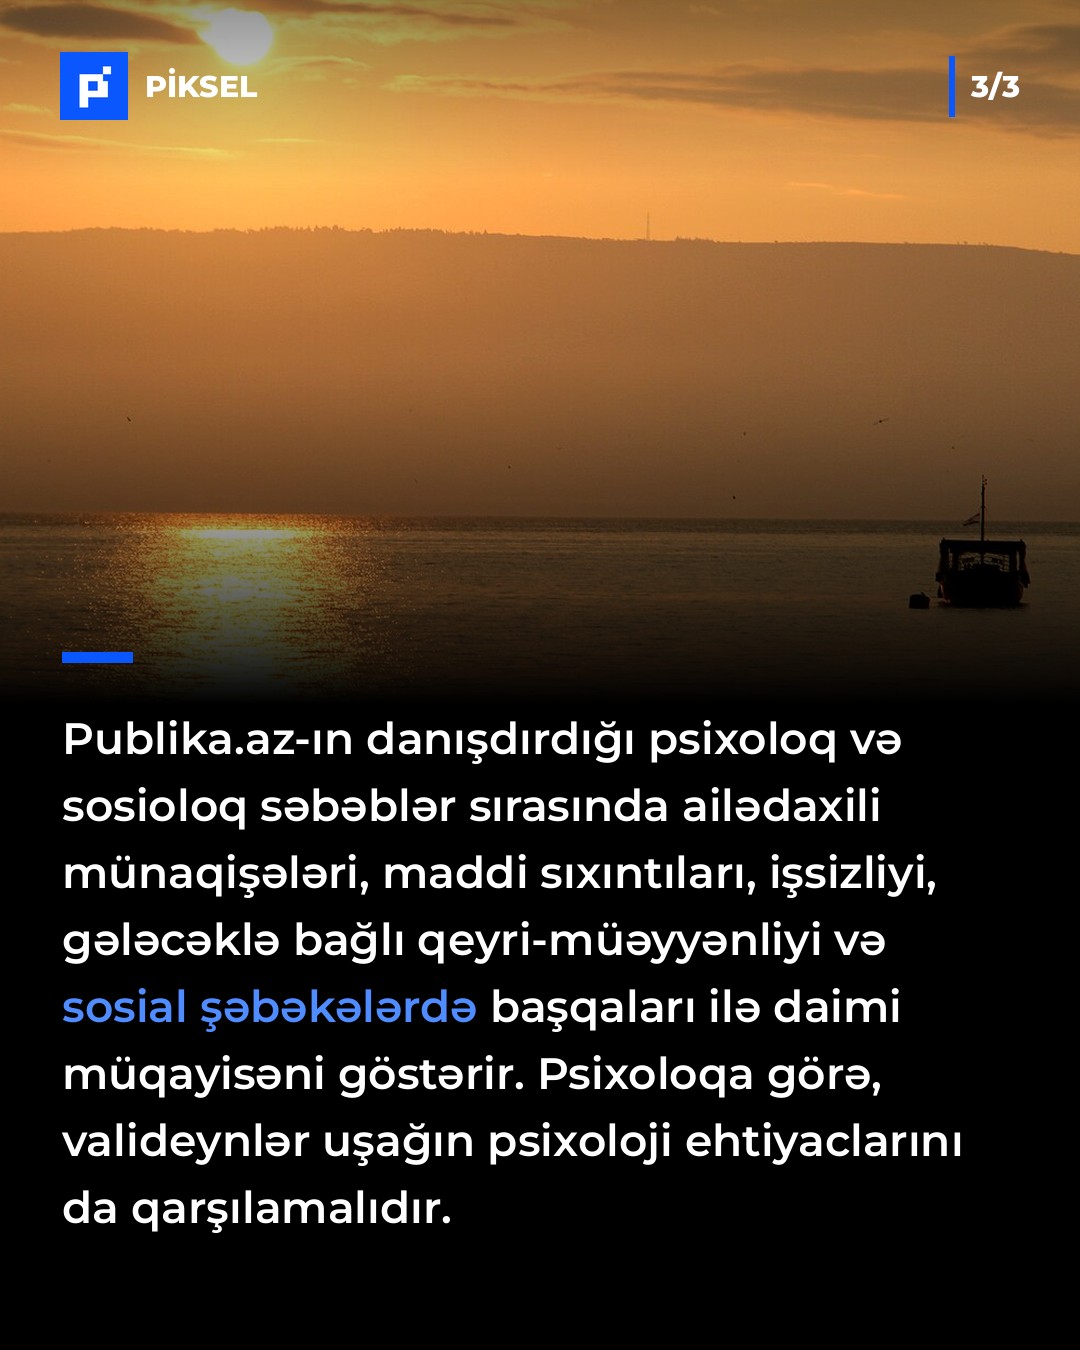 PİKSEL
3/3
Publika.az-ın danışdırdığı psixoloq və
sosioloq səbəblər sırasında ailədaxili
münaqişələri, maddi sıxıntıları, işsizliyi,
gələcəklə bağlı qeyri-müəyyənliyi və
sosial şəbəkələrdə başqaları ilə daimi
müqayisəni göstərir. Psixoloqa görə,
valideynlər uşağın psixoloji ehtiyaclarını
da qarşılamalıdır.